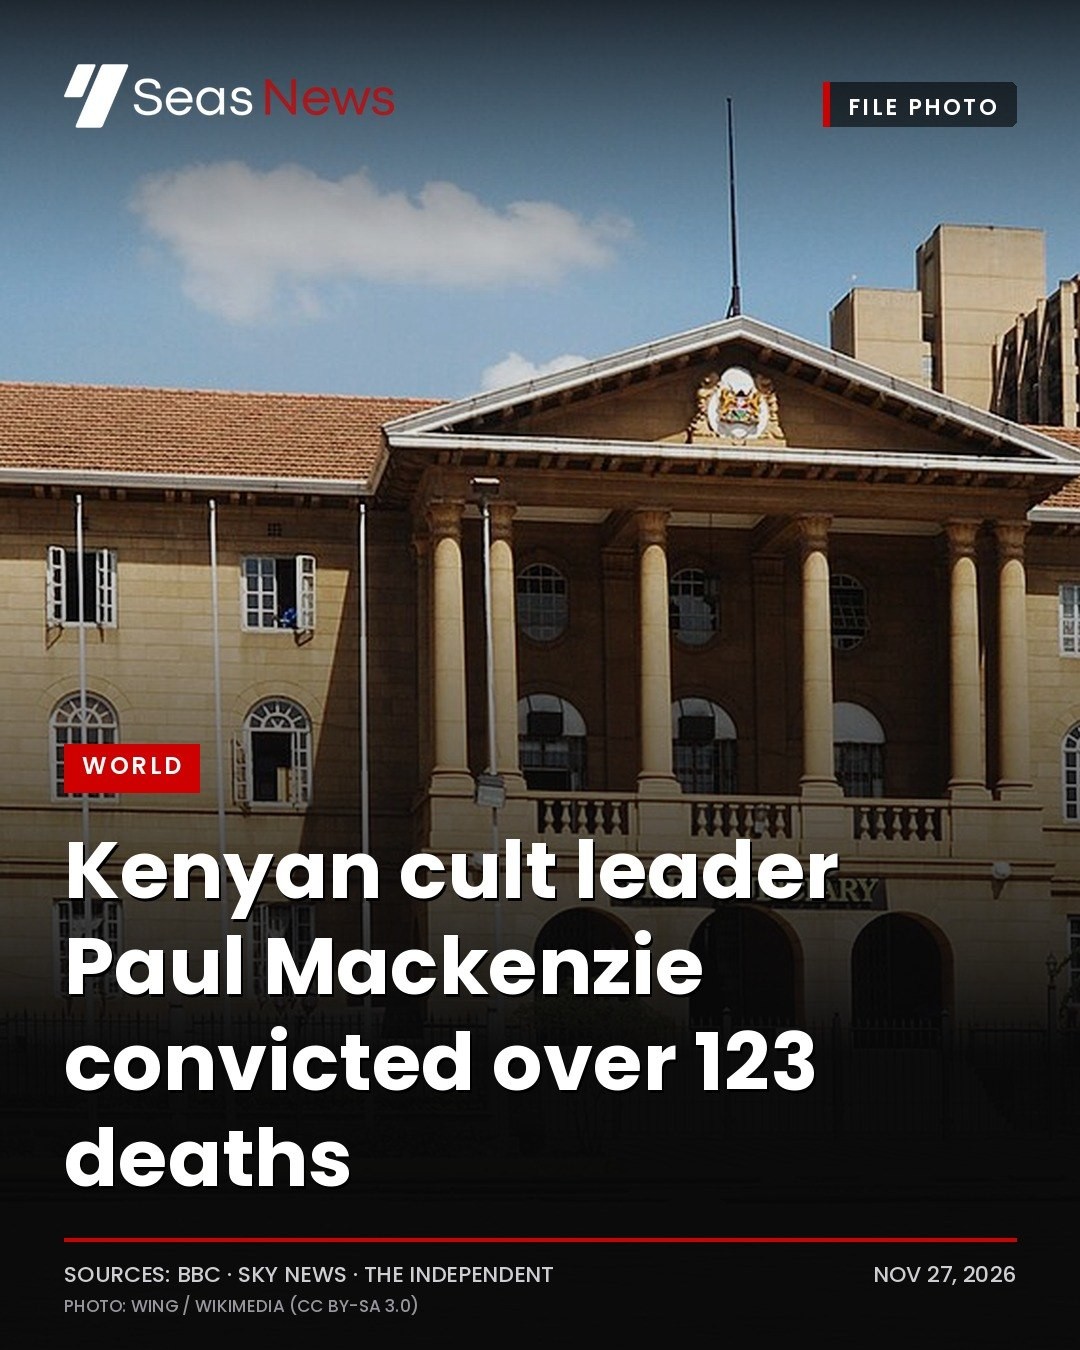 Seas News
FILE PHOTO
WORLD
Kenyan cult leader
Paul Mackenzie
convicted over 123
deaths
SOURCES: BBC · SKY NEWS · THE INDEPENDENT
NOV 27, 2026
PHOTO: WING / WIKIMEDIA (CC BY-SA 3.0)